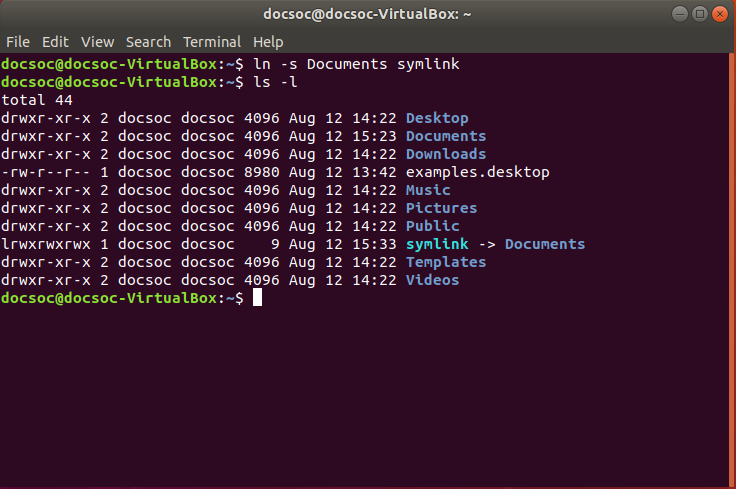 docsoc@docsoc-VirtualBox: ~
File Edit View Search Terminal Help
docsoc@docsoc-VirtualBox:~$ ln -s Documents symlink
docsoc@docsoc-VirtualBox:~$ ls -l
total 44
drwxr-xr-x 2 docsoc docsoc 4096 Aug 12 14:22 Desktop
drwxr-xr-x 2 docsoc docsoc 4096 Aug 12 15:23 Documents
drwxr-xr-x 2 docsoc docsoc 4096 Aug 12 14:22 Downloads
-rw-r--r-- 1 docsoc docsoc 8980 Aug 12 13:42 examples.desktop
drwxr-xr-x 2 docsoc docsoc 4096 Aug 12 14:22 Music
drwxr-xr-x 2 docsoc docsoc 4096 Aug 12 14:22 Pictures
drwxr-xr-x 2 docsoc docsoc 4096 Aug 12 14:22 Public
lrwxrwxrwx 1 docsoc docsoc    9 Aug 12 15:33 symlink -> Documents
drwxr-xr-x 2 docsoc docsoc 4096 Aug 12 14:22 Templates
drwxr-xr-x 2 docsoc docsoc 4096 Aug 12 14:22 Videos
docsoc@docsoc-VirtualBox:~$